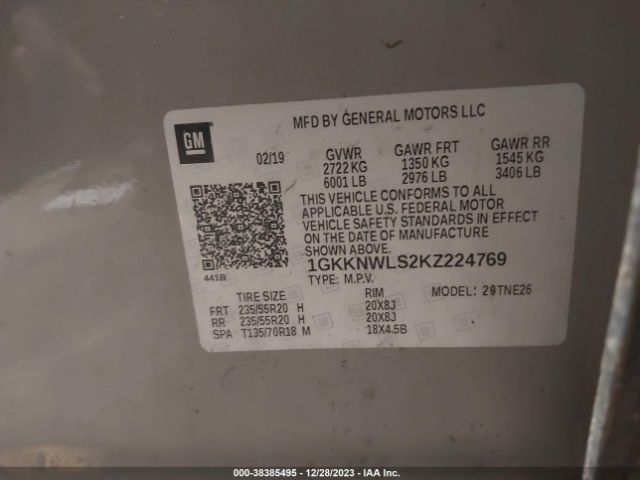 GM
MFD BY GENERAL MOTORS LLC
02/19 GVWR GAWR FRT GAWR RR
2722 KG 1350 KG 1545 KG
6001 LB 2976 LB 3406 LB
THIS VEHICLE CONFORMS TO ALL
APPLICABLE U.S. FEDERAL MOTOR
VEHICLE SAFETY STANDARDS IN EFFECT
ON THE DATE OF MANUFACTURE
SHOWN ABOVE.
1GKKNWLS2KZ224769
441B
TYPE: M.P.V. MODEL: 29TNE26
TIRE SIZE RIM
FRT 235/55R20 H 20X8J
RR 235/55R20 H 20X8J
SPA T135/70R18 M 18X4.5B
000-38385495 - 12/28/2023 - IAA Inc.